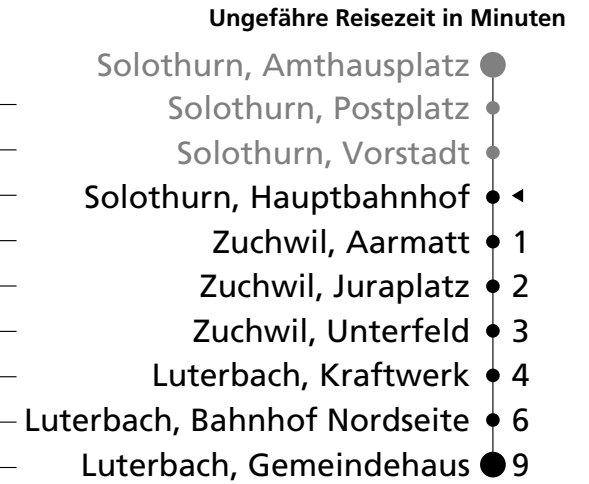 Ungefähre Reisezeit in Minuten
Solothurn, Amthausplatz
Solothurn, Postplatz
Solothurn, Vorstadt
Solothurn, Hauptbahnhof
Zuchwil, Aarmatt 1
Zuchwil, Juraplatz 2
Zuchwil, Unterfeld 3
Luterbach, Kraftwerk 4
Luterbach, Bahnhof Nordseite 6
Luterbach, Gemeindehaus 9